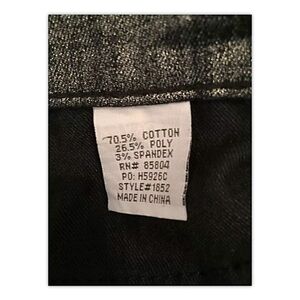 70.5% COTTON
26.5% POLY
3% SPANDEX
RN# 85804
PO: H5926C
STYLE#1852
MADE IN CHINA